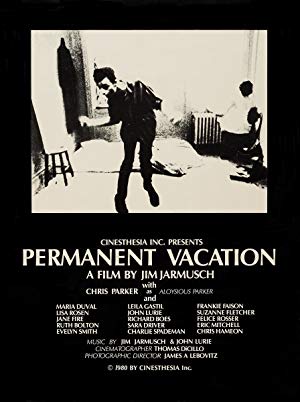 CINESTHESIA INC. PRESENTS
PERMANENT VACATION
A FILM BY JIM JARMUSCH
with
CHRIS PARKER as ALOYSIOUS PARKER
and
MARIA DUVAL LEILA GASTIL FRANKIE FAISON
LISA ROSEN JOHN LURIE SUZANNE FLETCHER
JANE FIRE RICHARD BOES FELICE ROSSER
RUTH BOLTON SARA DRIVER ERIC MITCHELL
EVELYN SMITH CHARLIE SPADEMAN CHRIS HAMEON
MUSIC BY JIM JARMUSCH & JOHN LURIE
CINEMATOGRAPHER THOMAS DICILLO
PHOTOGRAPHIC DIRECTOR JAMES A LEBOVITZ
© 1980 BY CINESTHESIA Inc.